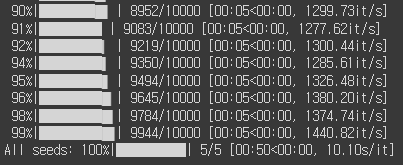 90%|█████████ | 8952/10000 [00:05<00:00, 1299.73it/s]
91%|█████████ | 9083/10000 [00:05<00:00, 1277.62it/s]
92%|█████████▏| 9219/10000 [00:05<00:00, 1300.44it/s]
94%|█████████▎| 9350/10000 [00:05<00:00, 1285.61it/s]
95%|█████████▍| 9494/10000 [00:05<00:00, 1326.48it/s]
96%|█████████▋| 9645/10000 [00:05<00:00, 1380.20it/s]
98%|█████████▊| 9784/10000 [00:05<00:00, 1374.74it/s]
99%|█████████▉| 9944/10000 [00:05<00:00, 1440.82it/s]
All seeds: 100%|██████████| 5/5 [00:50<00:00, 10.10s/it]